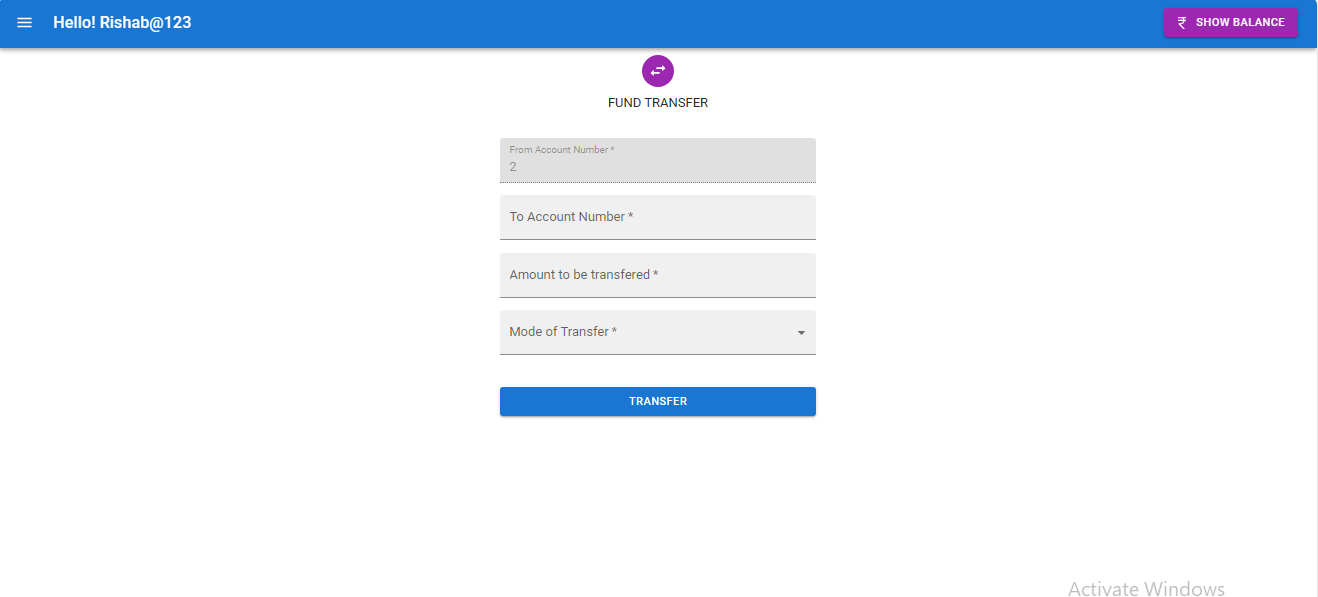 Hello! Rishab@123
₹ SHOW BALANCE
FUND TRANSFER
From Account Number *
2
To Account Number *
Amount to be transfered *
Mode of Transfer *
TRANSFER
Activate Windows